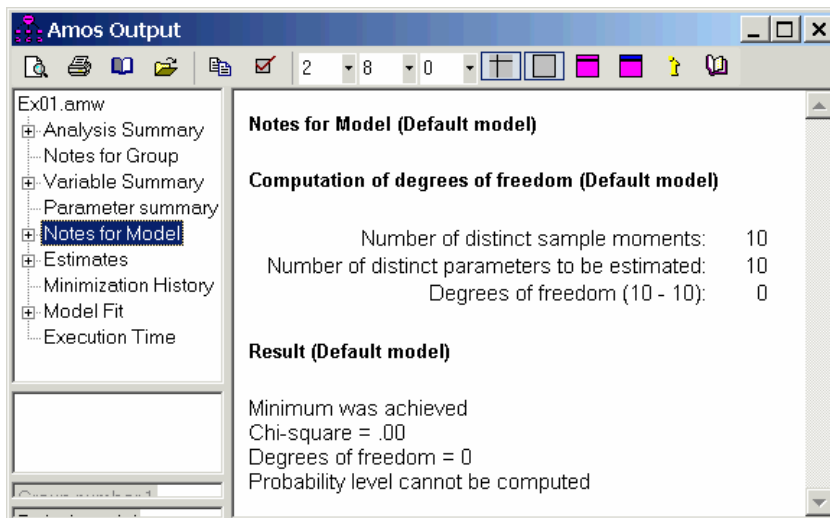 Amos Output
2 8 0
Ex01.amw
Analysis Summary
Notes for Group
Variable Summary
Parameter summary
Notes for Model
Estimates
Minimization History
Model Fit
Execution Time
Notes for Model (Default model)
Computation of degrees of freedom (Default model)
Number of distinct sample moments: 10
Number of distinct parameters to be estimated: 10
Degrees of freedom (10 - 10): 0
Result (Default model)
Minimum was achieved
Chi-square = .00
Degrees of freedom = 0
Probability level cannot be computed